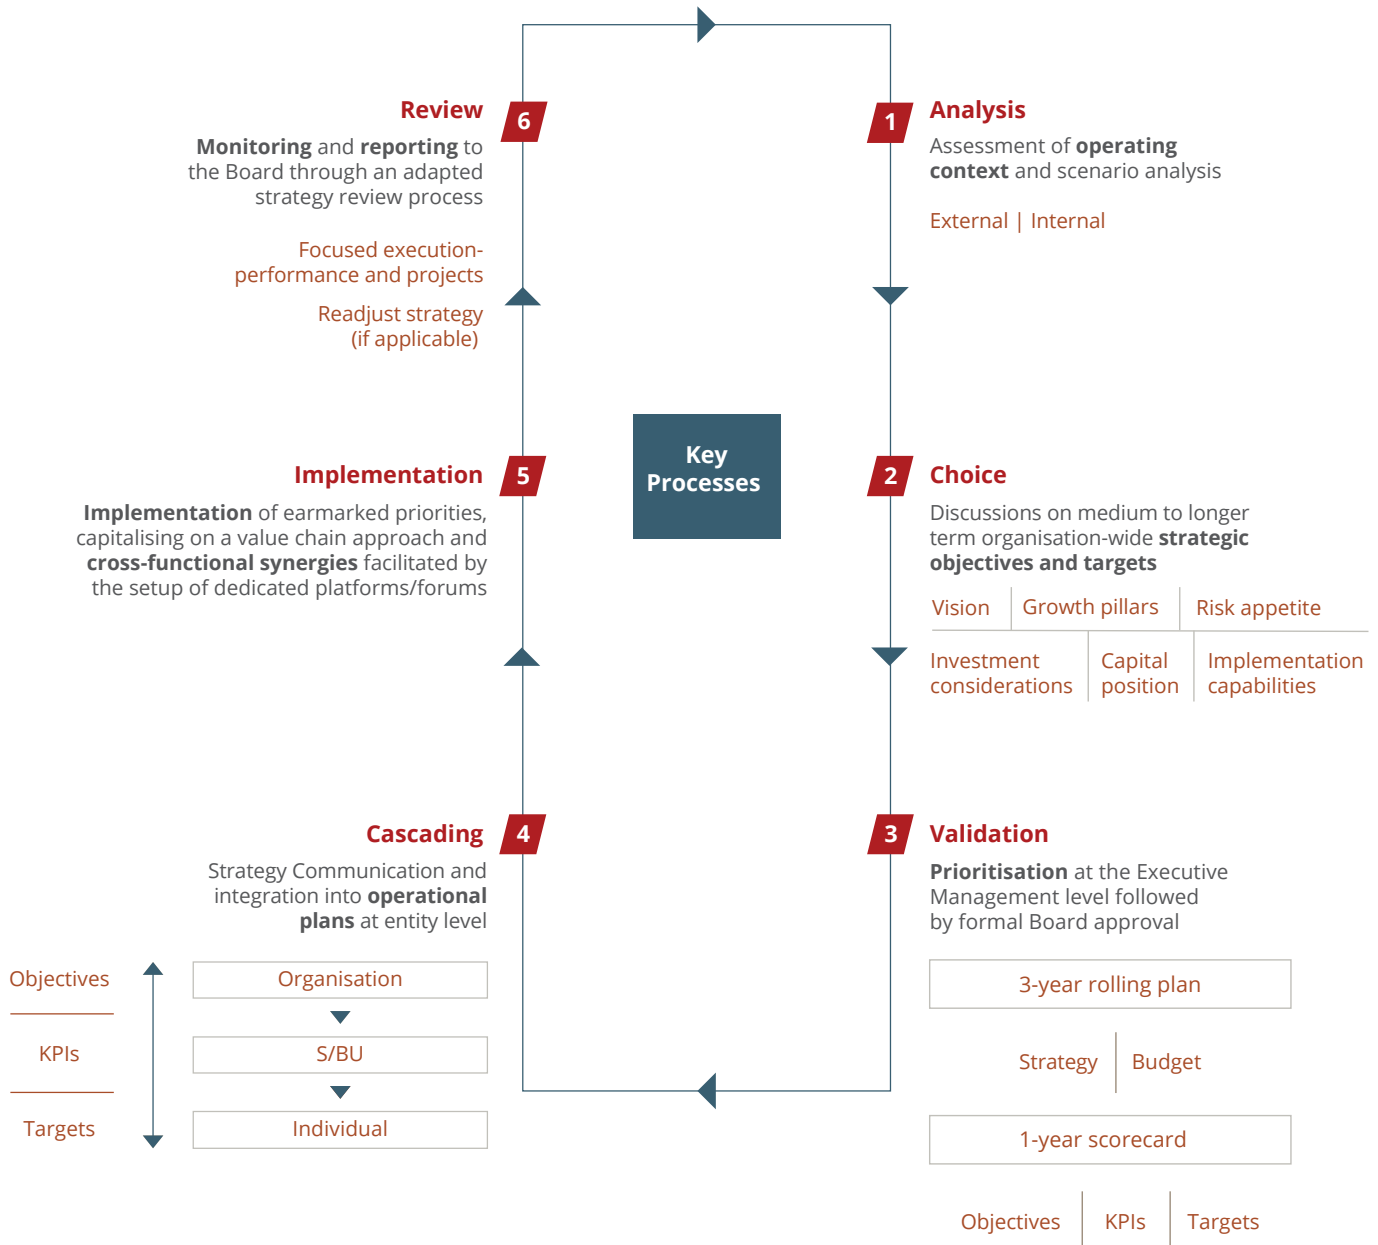 Key
Processes
1
Analysis
Assessment of operating
context and scenario analysis
External | Internal
2
Choice
Discussions on medium to longer
term organisation-wide strategic
objectives and targets
Vision
Growth pillars
Risk appetite
Investment
considerations
Capital
position
Implementation
capabilities
3
Validation
Prioritisation at the Executive
Management level followed
by formal Board approval
3-year rolling plan
Strategy
Budget
1-year scorecard
Objectives
KPIs
Targets
4
Cascading
Strategy Communication and
integration into operational
plans at entity level
Objectives
KPIs
Targets
Organisation
S/BU
Individual
5
Implementation
Implementation of earmarked priorities,
capitalising on a value chain approach and
cross-functional synergies facilitated by
the setup of dedicated platforms/forums
6
Review
Monitoring and reporting to
the Board through an adapted
strategy review process
Focused execution-
performance and projects
Readjust strategy
(if applicable)